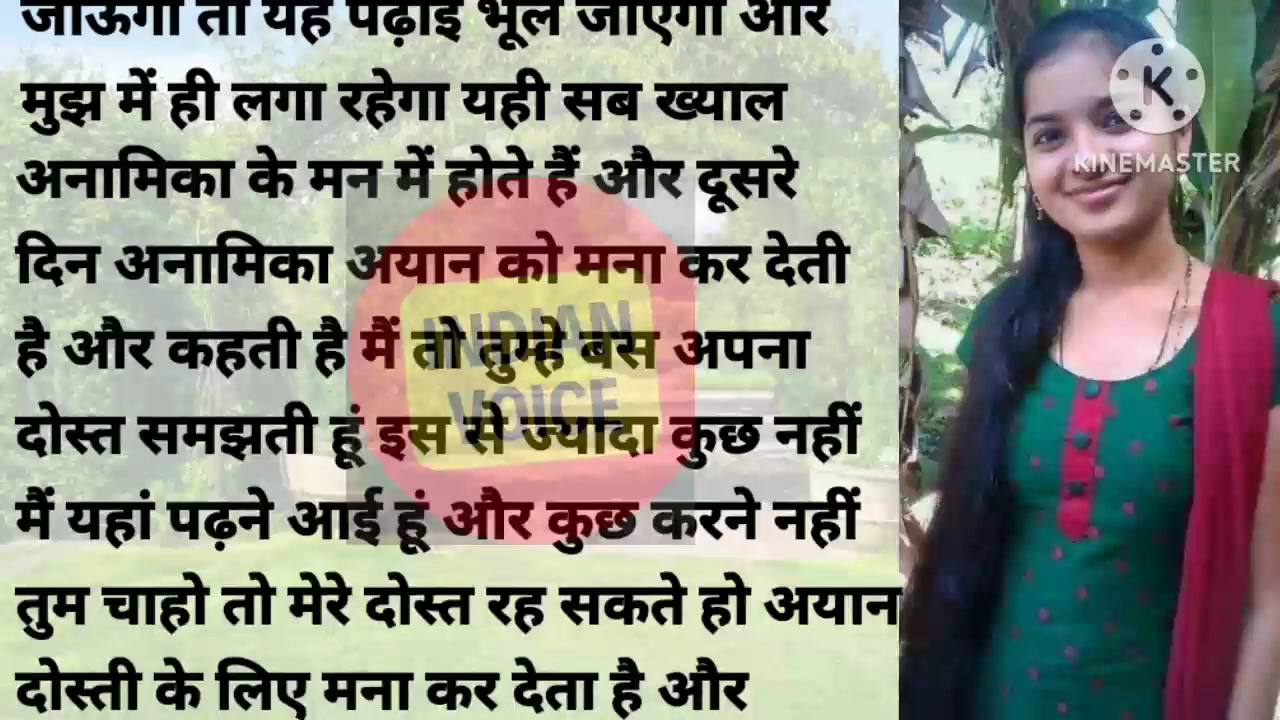 जाऊंगी तो यह पढ़ाई भूल जाएगा और
मुझ में ही लगा रहेगा यही सब ख्याल
अनामिका के मन में होते हैं और दूसरे
दिन अनामिका अयान को मना कर देती
है और कहती है मैं तो तुम्हे बस अपना
दोस्त समझती हूं इस से ज्यादा कुछ नहीं
मैं यहां पढ़ने आई हूं और कुछ करने नहीं
तुम चाहो तो मेरे दोस्त रह सकते हो अयान
दोस्ती के लिए मना कर देता है और
INDIAN
VOICE
K
KINEMASTER